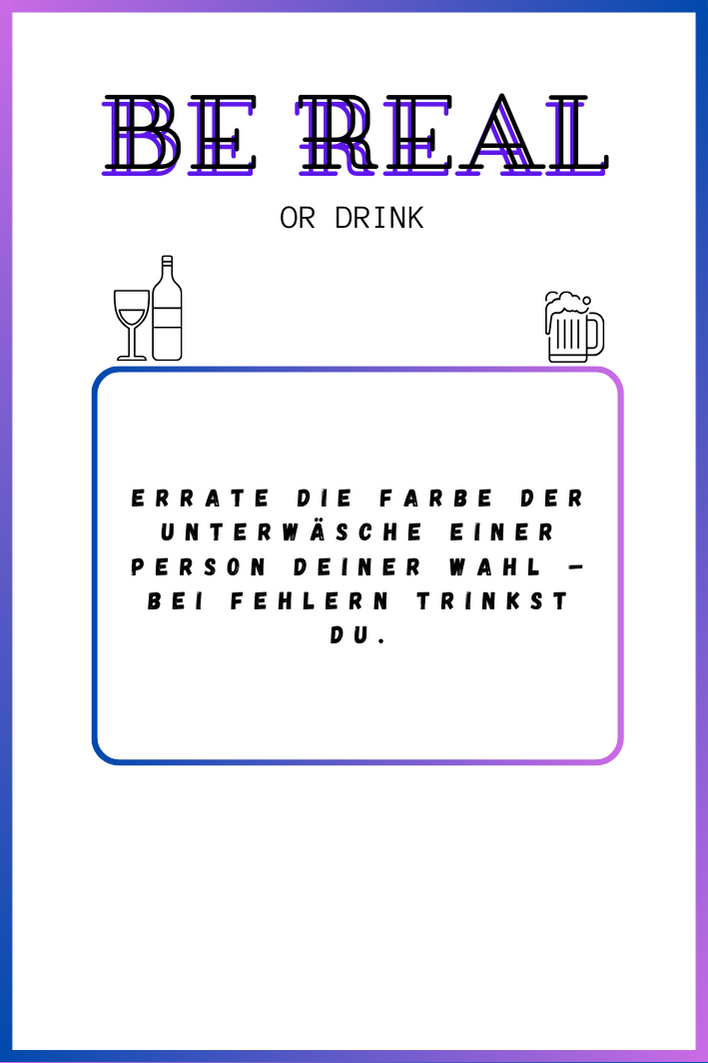 BE REAL
OR DRINK
ERRATE DIE FARBE DER
UNTERWÄSCHE EINER
PERSON DEINER WAHL –
BEI FEHLERN TRINKST
DU.